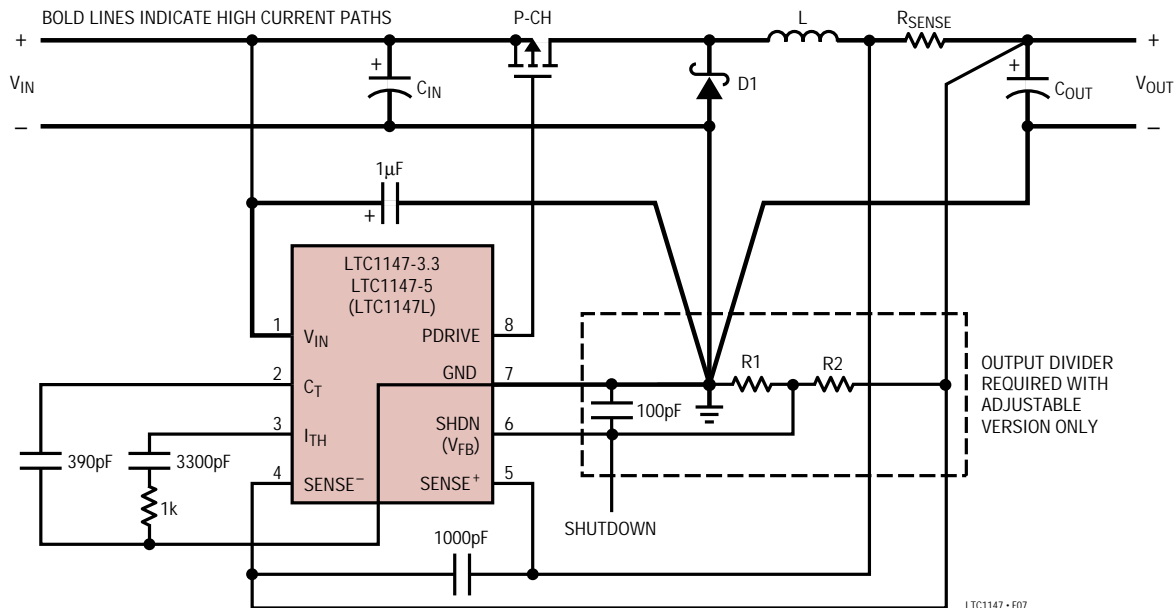 BOLD LINES INDICATE HIGH CURRENT PATHS
P-CH
L
RSENSE
+
+
VIN
+
CIN
D1
+
COUT
VOUT
–
–
1µF
+
LTC1147-3.3
LTC1147-5
(LTC1147L)
1
VIN
PDRIVE
8
2
CT
GND
7
3
ITH
SHDN
(VFB)
6
4
SENSE–
SENSE+
5
R1
R2
100pF
OUTPUT DIVIDER
REQUIRED WITH
ADJUSTABLE
VERSION ONLY
390pF
3300pF
1k
SHUTDOWN
1000pF
LTC1147 • F07